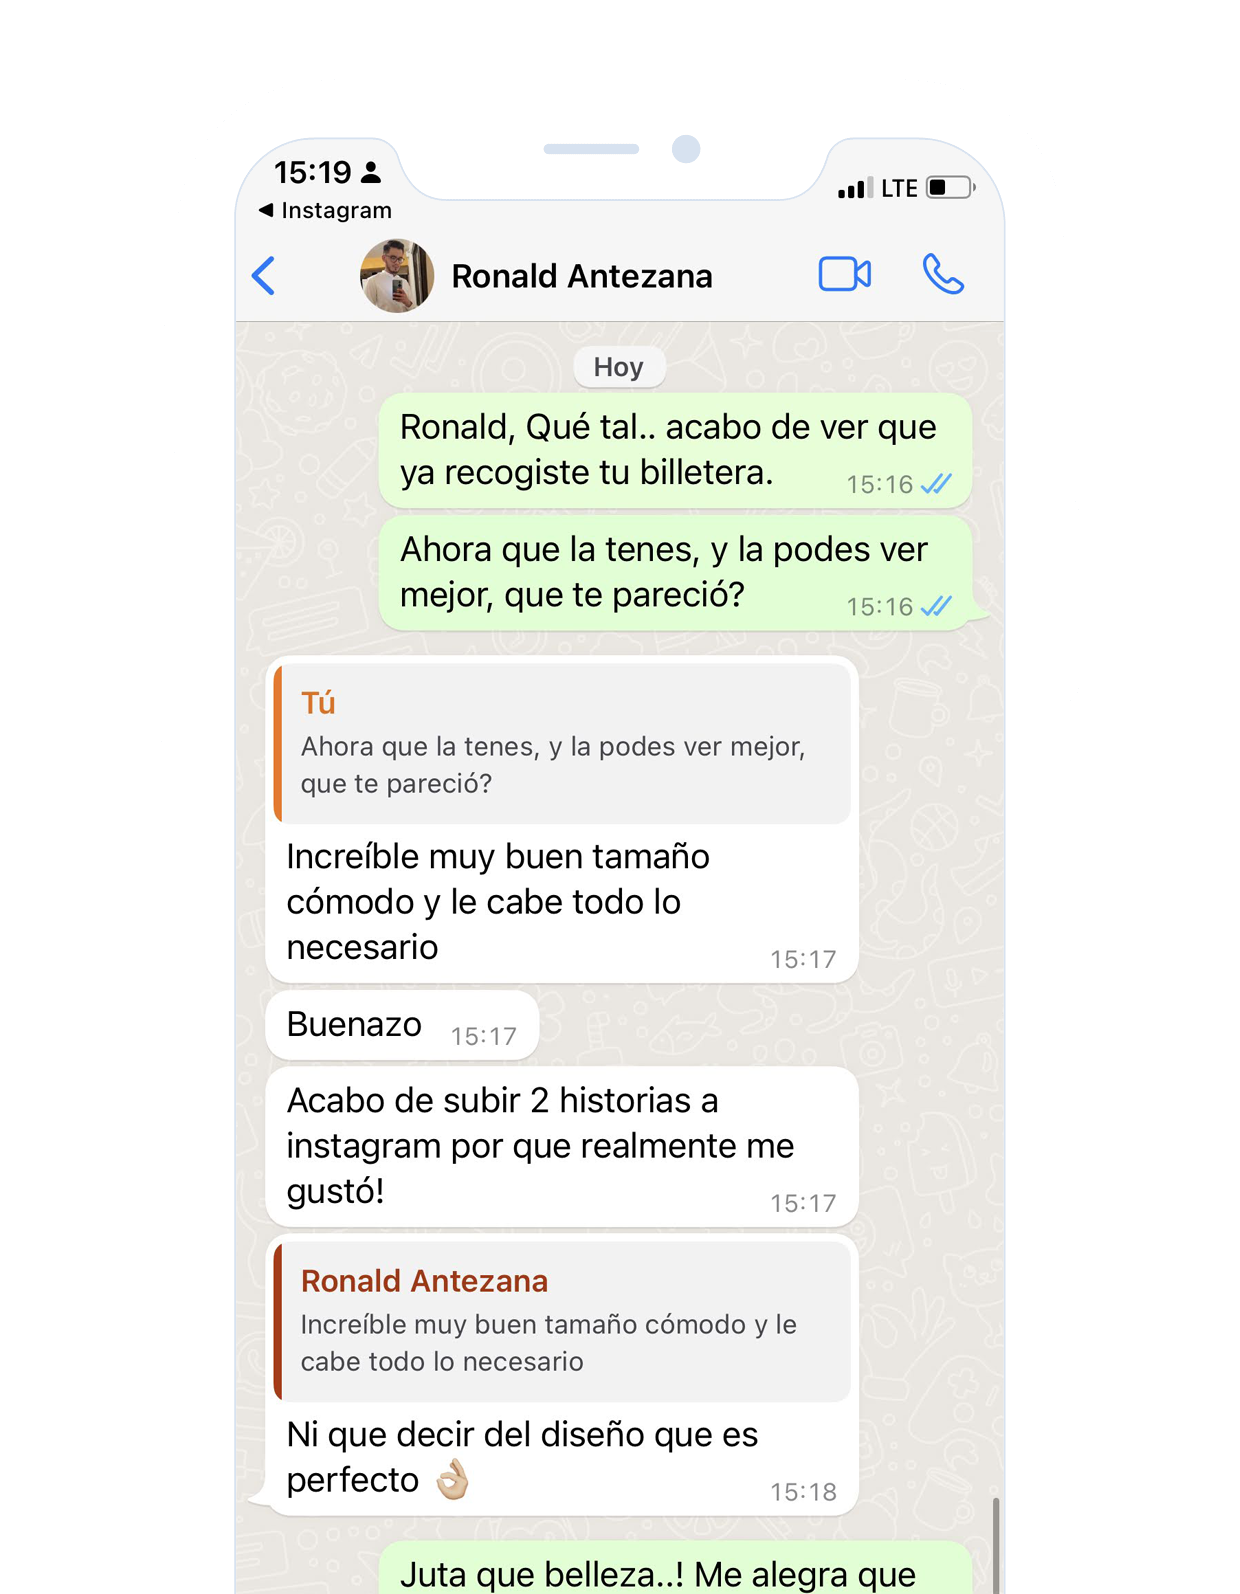 15:19
◀ Instagram
LTE
Ronald Antezana
Hoy
Ronald, Qué tal.. acabo de ver que
ya recogiste tu billetera.
15:16
Ahora que la tenes, y la podes ver
mejor, que te pareció?
15:16
Tú
Ahora que la tenes, y la podes ver mejor,
que te pareció?
Increíble muy buen tamaño
cómodo y le cabe todo lo
necesario
15:17
Buenazo
15:17
Acabo de subir 2 historias a
instagram por que realmente me
gustó!
15:17
Ronald Antezana
Increíble muy buen tamaño cómodo y le
cabe todo lo necesario
Ni que decir del diseño que es
perfecto 👌🏼
15:18
Juta que belleza..! Me alegra que